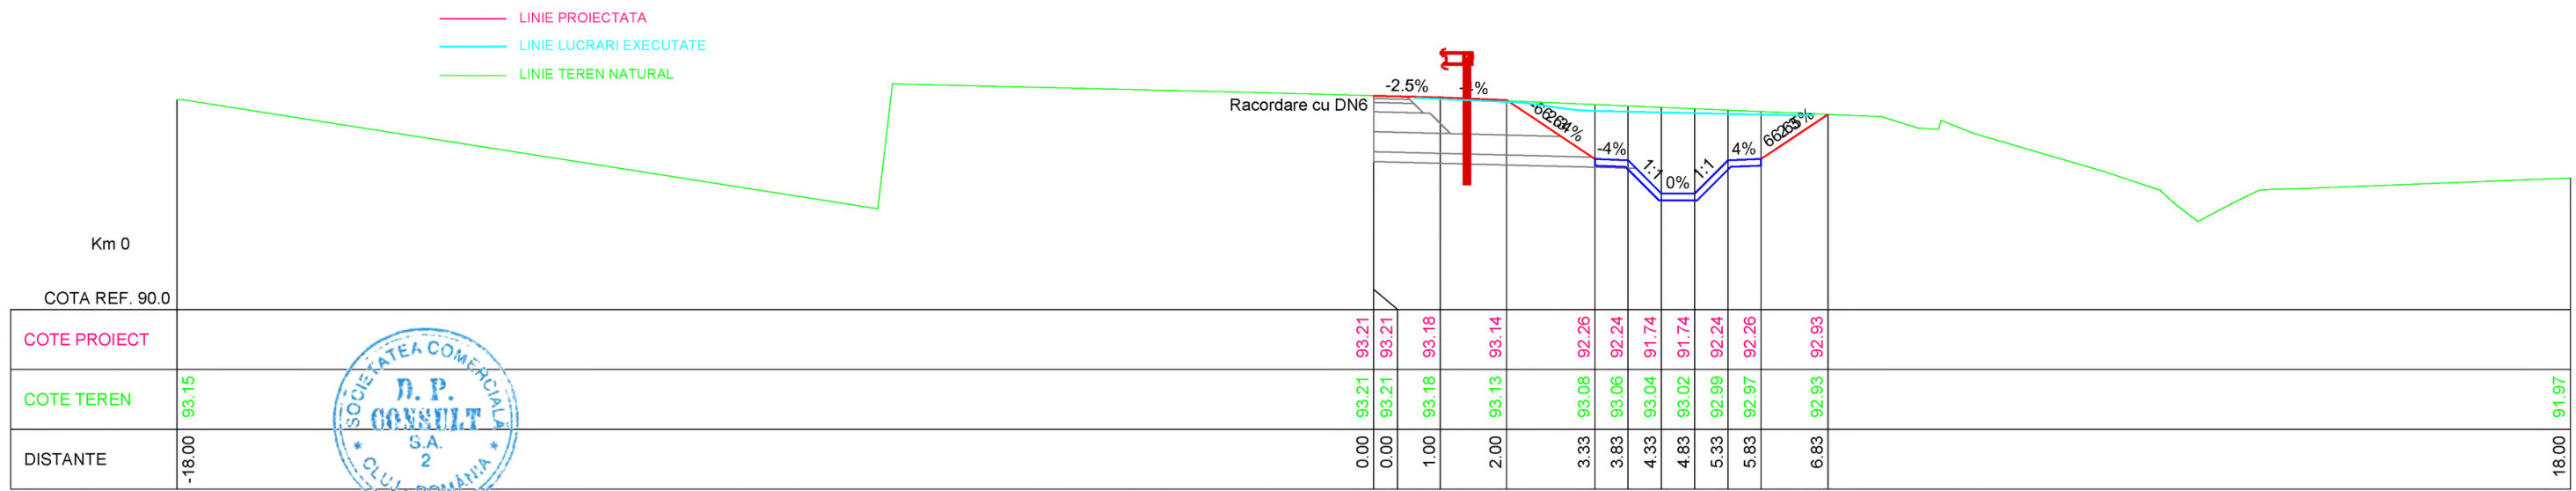 LINIE PROIECTATA
LINIE LUCRARI EXECUTATE
LINIE TEREN NATURAL
-2.5%
Racordare cu DN6
-4%
4%
1:1
0%
1:1
Km 0
COTA REF. 90.0
COTE PROIECT
93.21 93.21 93.18 93.14 92.26 92.24 91.74 91.74 92.24 92.26 92.93
COTE TEREN
93.15 93.21 93.21 93.18 93.13 93.08 93.06 93.04 93.02 92.99 92.97 92.93 91.97
DISTANTE
-18.00 0.00 0.00 1.00 2.00 3.33 3.83 4.33 4.83 5.33 5.83 6.83 18.00
SOCIETATEA COMERCIALA
D. P.
CONSULT
S.A.
2
* CLUJ - ROMÂNIA *